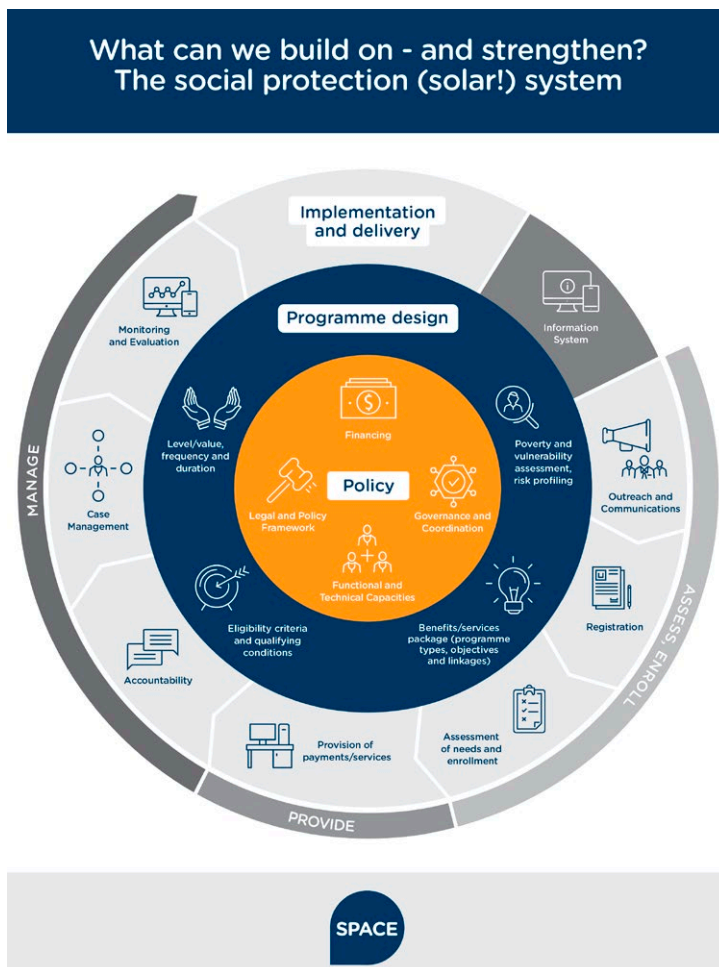 What can we build on - and strengthen?
The social protection (solar!) system
Implementation
and delivery
Programme design
Policy
Financing
Legal and Policy
Framework
Governance and
Coordination
Functional and
Technical Capacities
Level/value,
frequency and
duration
Poverty and
vulnerability
assessment,
risk profiling
Eligibility criteria
and qualifying
conditions
Benefits/services
package (programme
types, objectives
and linkages)
Information
System
Outreach and
Communications
Registration
Assessment
of needs and
enrollment
Provision of
payments/services
Accountability
Case
Management
Monitoring
and Evaluation
ASSESS, ENROLL
PROVIDE
MANAGE
SPACE